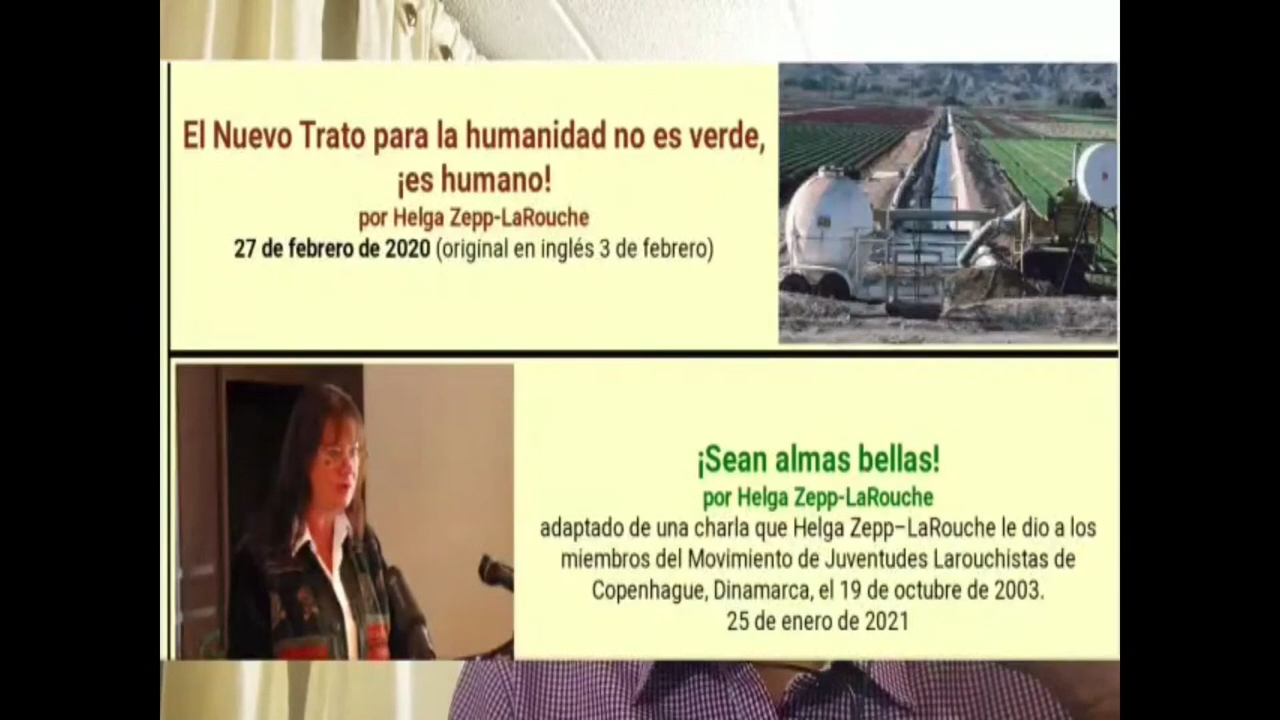 El Nuevo Trato para la humanidad no es verde,
¡es humano!
por Helga Zepp-LaRouche
27 de febrero de 2020 (original en inglés 3 de febrero)
¡Sean almas bellas!
por Helga Zepp-LaRouche
adaptado de una charla que Helga Zepp–LaRouche le dio a los
miembros del Movimiento de Juventudes Larouchistas de
Copenhague, Dinamarca, el 19 de octubre de 2003.
25 de enero de 2021